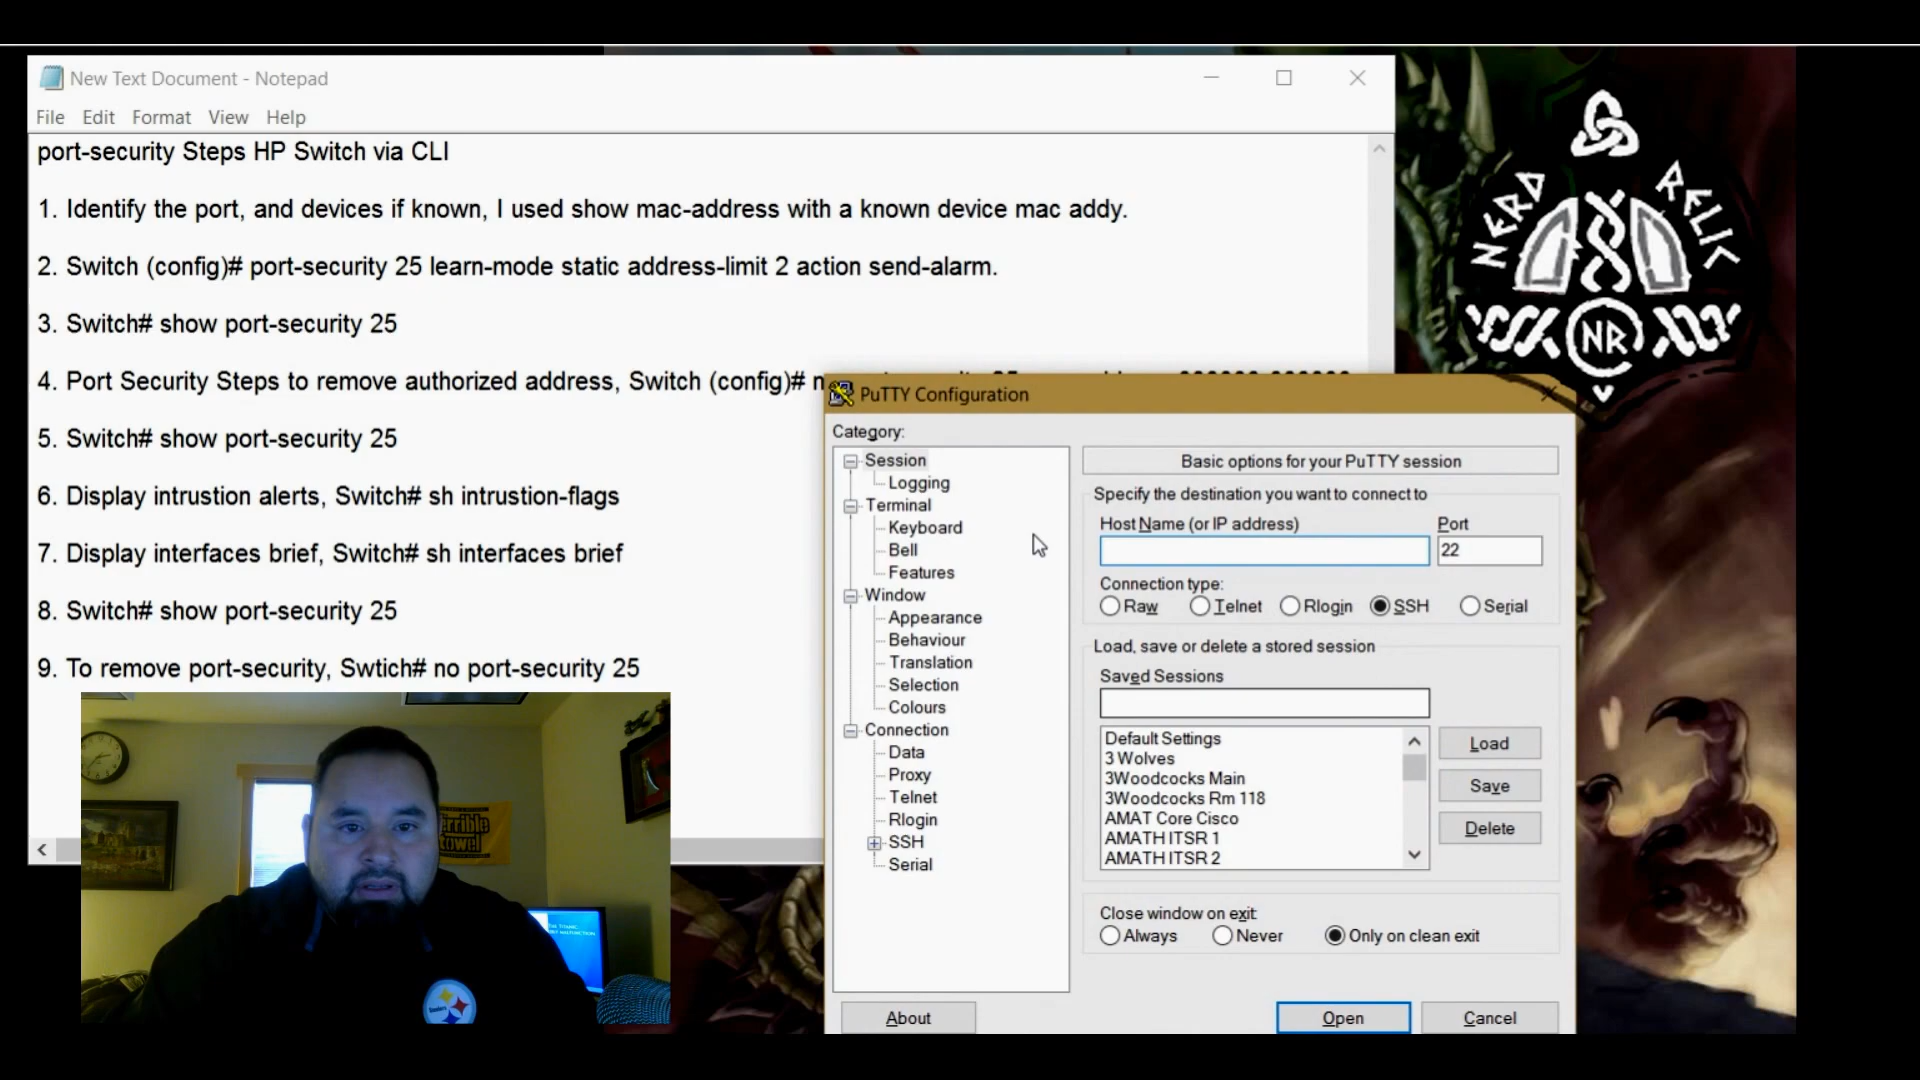 New Text Document - Notepad
File Edit Format View Help
port-security Steps HP Switch via CLI
1. Identify the port, and devices if known, I used show mac-address with a known device mac addy.
2. Switch (config)# port-security 25 learn-mode static address-limit 2 action send-alarm.
3. Switch# show port-security 25
4. Port Security Steps to remove authorized address, Switch (config)#
5. Switch# show port-security 25
6. Display intrustion alerts, Switch# sh intrustion-flags
7. Display interfaces brief, Switch# sh interfaces brief
8. Switch# show port-security 25
9. To remove port-security, Swtich# no port-security 25
PuTTY Configuration
Category:
Session
Logging
Terminal
Keyboard
Bell
Features
Window
Appearance
Behaviour
Translation
Selection
Colours
Connection
Data
Proxy
Telnet
Rlogin
SSH
Serial
Basic options for your PuTTY session
Specify the destination you want to connect to
Host Name (or IP address) Port
22
Connection type:
Raw Telnet Rlogin SSH Serial
Load, save or delete a stored session
Saved Sessions
Default Settings
3 Wolves
3Woodcocks Main
3Woodcocks Rm 118
AMAT Core Cisco
AMATH ITSR 1
AMATH ITSR 2
Load
Save
Delete
Close window on exit:
Always Never Only on clean exit
About Open Cancel
NERD RELIC
NR
Steelers